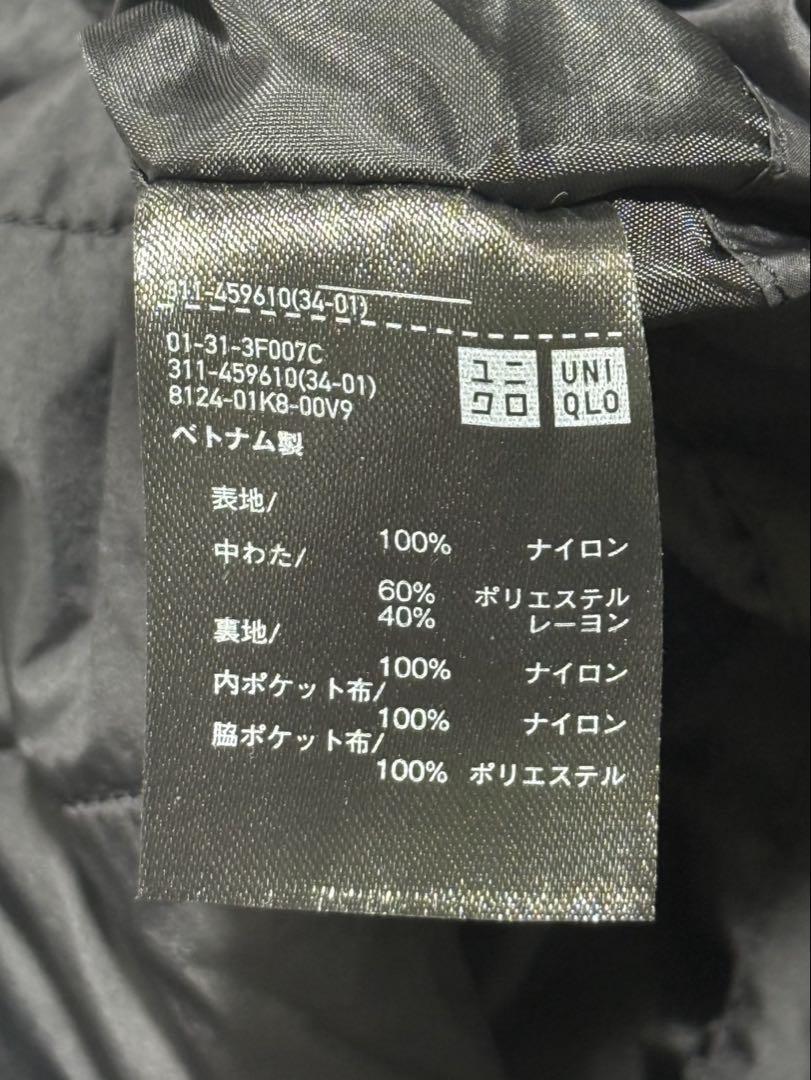 311-459610(34-01)
01-31-3F007C
311-459610(34-01)
8124-01K8-00V9
ユニクロ
UNIQLO
ベトナム製
表地/
100% ナイロン
中わた/
60% ポリエステル
40% レーヨン
裏地/
100% ナイロン
内ポケット布/
100% ナイロン
脇ポケット布/
100% ポリエステル